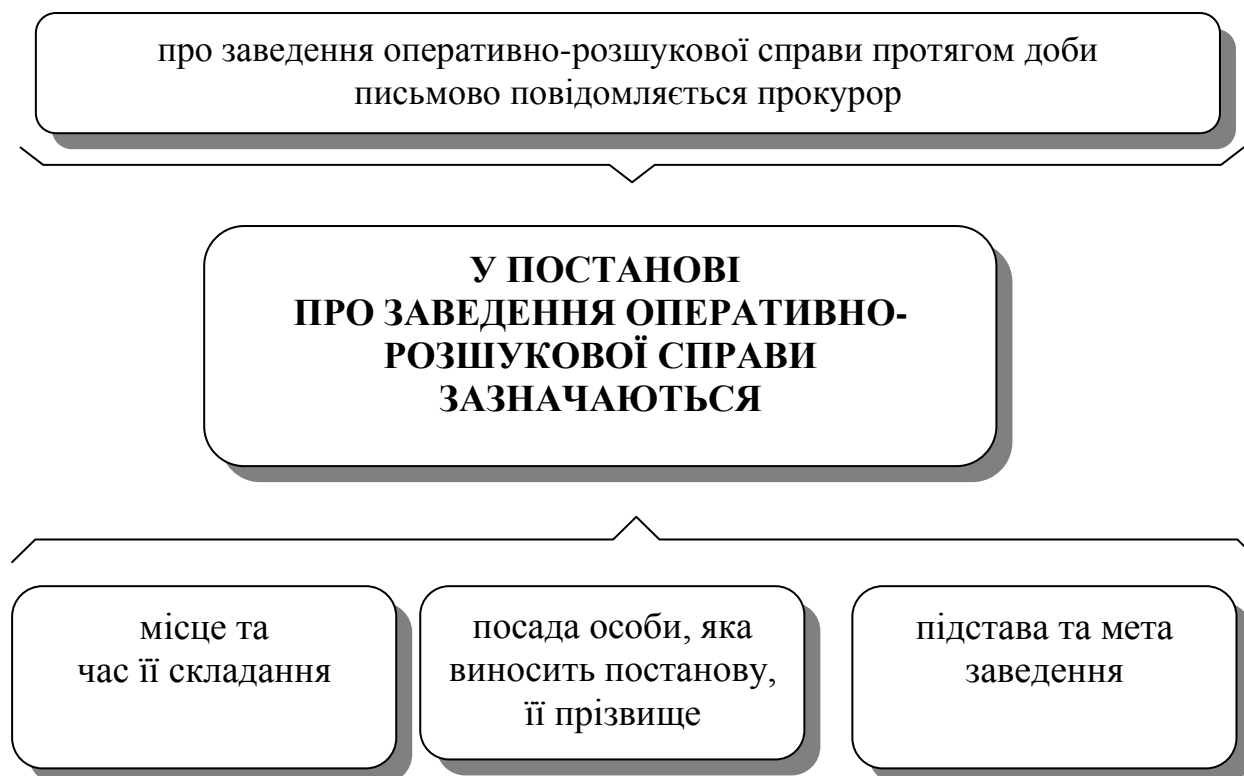 про заведення оперативно-розшукової справи протягом доби
письмово повідомляється прокурор
У ПОСТАНОВІ
ПРО ЗАВЕДЕННЯ ОПЕРАТИВНО-
РОЗШУКОВОЇ СПРАВИ
ЗАЗНАЧАЮТЬСЯ
місце та
час її складання
посада особи, яка
виносить постанову,
її прізвище
підстава та мета
заведення